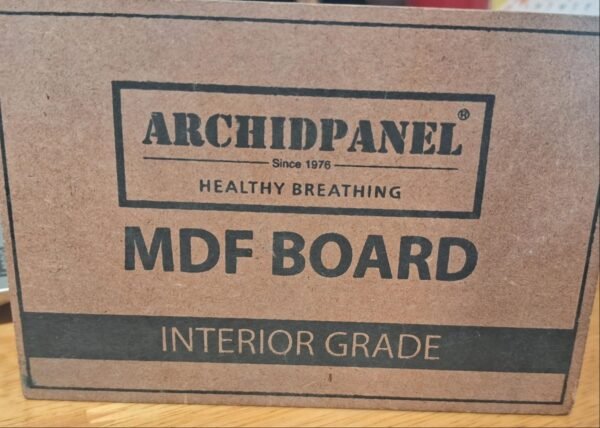 ARCHIDPANEL®
Since 1976
HEALTHY BREATHING
MDF BOARD
INTERIOR GRADE